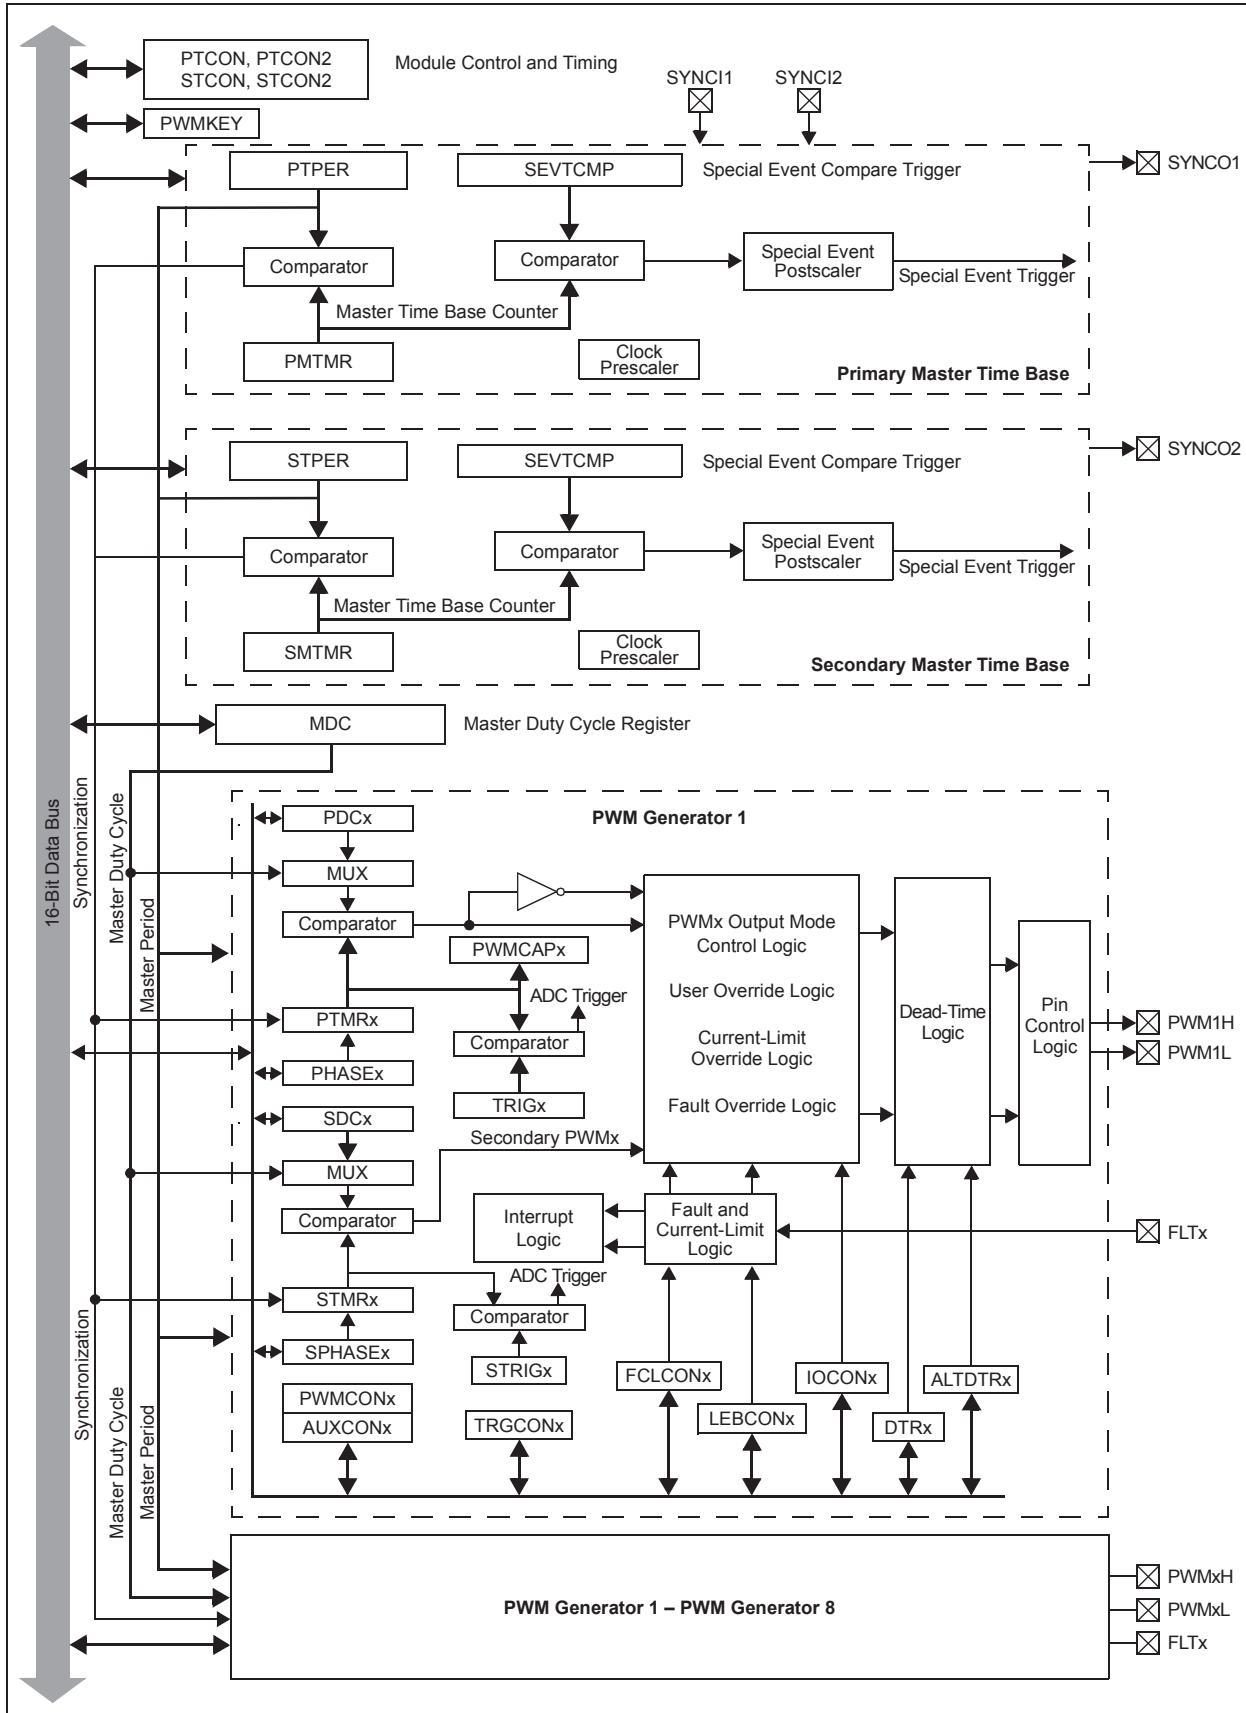 PTCON, PTCON2
STCON, STCON2
Module Control and Timing
SYNCI1
SYNCI2
PWMKEY
PTPER
SEVTCMP
Special Event Compare Trigger
SYNCO1
Comparator
Comparator
Special Event
Postscaler
Special Event Trigger
Master Time Base Counter
PMTMR
Clock
Prescaler
Primary Master Time Base
STPER
SEVTCMP
Special Event Compare Trigger
SYNCO2
Comparator
Comparator
Special Event
Postscaler
Special Event Trigger
Master Time Base Counter
SMTMR
Clock
Prescaler
Secondary Master Time Base
MDC
Master Duty Cycle Register
16-Bit Data Bus
Synchronization
Master Duty Cycle
Master Period
PWM Generator 1
PDCx
MUX
Comparator
PWMCAPx
ADC Trigger
PTMRx
Comparator
PHASEx
TRIGx
PWMx Output Mode
Control Logic
User Override Logic
Current-Limit
Override Logic
Fault Override Logic
Dead-Time
Logic
Pin
Control
Logic
PWM1H
PWM1L
SDCx
Secondary PWMx
MUX
Comparator
Interrupt
Logic
Fault and
Current-Limit
Logic
FLTx
ADC Trigger
STMRx
Comparator
SPHASEx
STRIGx
FCLCONx
IOCONx
ALTDTRx
PWMCONx
AUXCONx
TRGCONx
LEBCONx
DTRx
Synchronization
Master Duty Cycle
Master Period
PWM Generator 1 – PWM Generator 8
PWMxH
PWMxL
FLTx